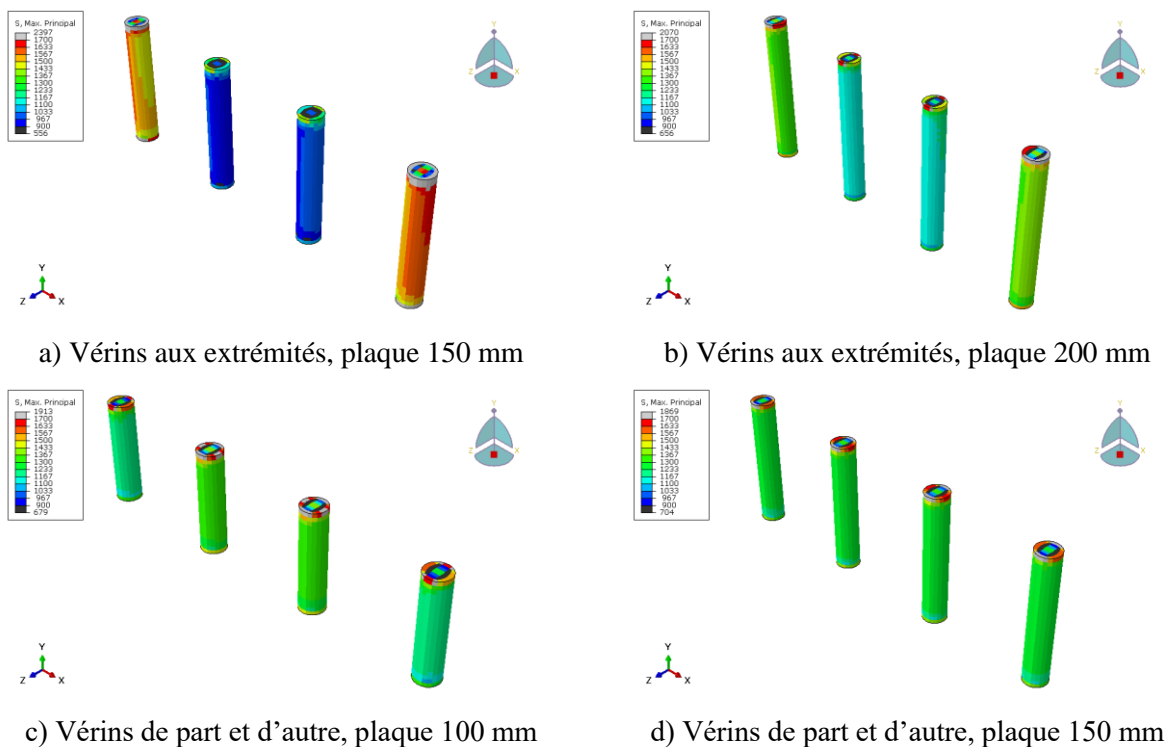 S, Max. Principal
2397
1700
1633
1567
1500
1433
1367
1300
1233
1167
1100
1033
967
900
556
Y
Z
X
Y
Z
X
a) Vérins aux extrémités, plaque 150 mm
S, Max. Principal
2070
1700
1633
1567
1500
1433
1367
1300
1233
1167
1100
1033
967
900
656
Y
Z
X
Y
Z
X
b) Vérins aux extrémités, plaque 200 mm
S, Max. Principal
1913
1700
1633
1567
1500
1433
1367
1300
1233
1167
1100
1033
967
900
679
Y
Z
X
Y
Z
X
c) Vérins de part et d’autre, plaque 100 mm
S, Max. Principal
1869
1700
1633
1567
1500
1433
1367
1300
1233
1167
1100
1033
967
900
704
Y
Z
X
Y
Z
X
d) Vérins de part et d’autre, plaque 150 mm